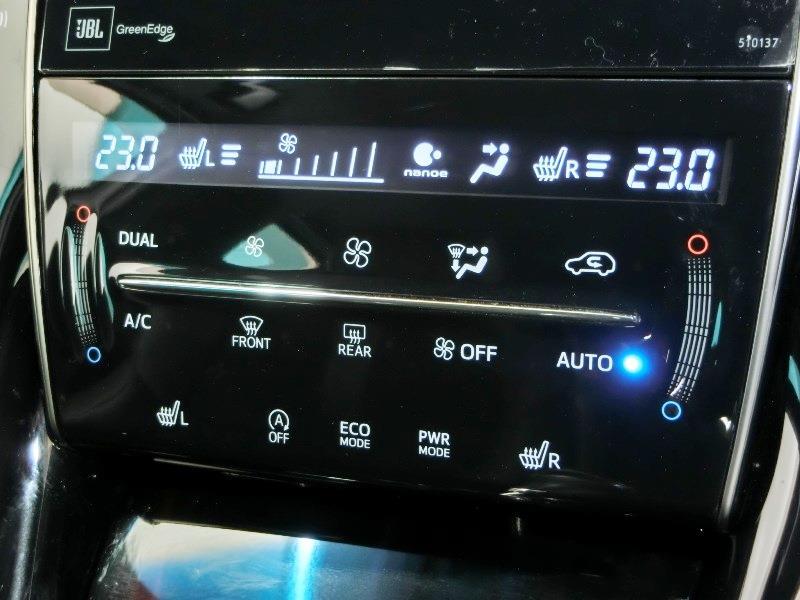 JBL GreenEdge 510137
23.0 L nanoe R 23.0
DUAL
A/C FRONT REAR OFF AUTO
L A OFF ECO MODE PWR MODE R